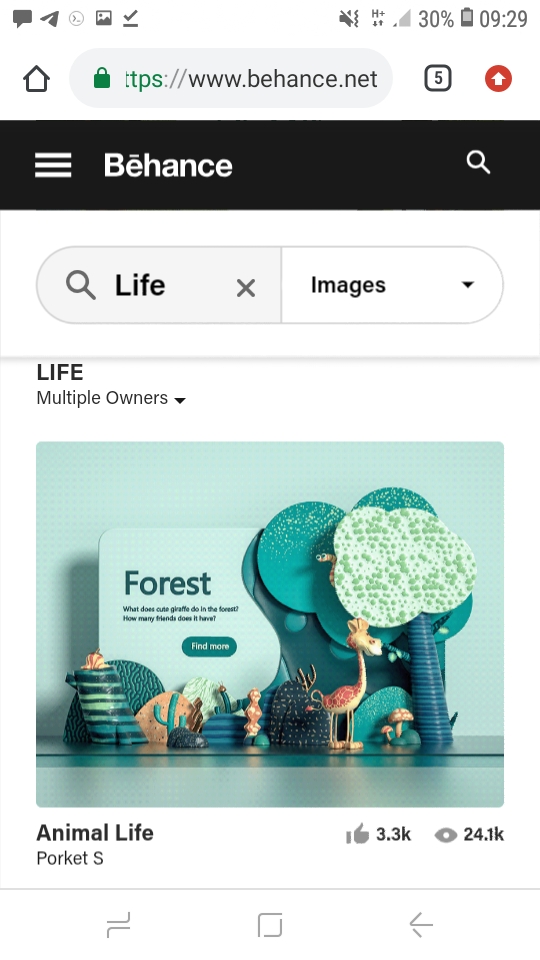 H+ 30% 09:29
ttps://www.behance.net 5
Bēhance
Life Images
LIFE
Multiple Owners
Forest
What does cute giraffe do in the forest?
How many friends does it have?
Find more
Animal Life 3.3k 24.1k
Porket S